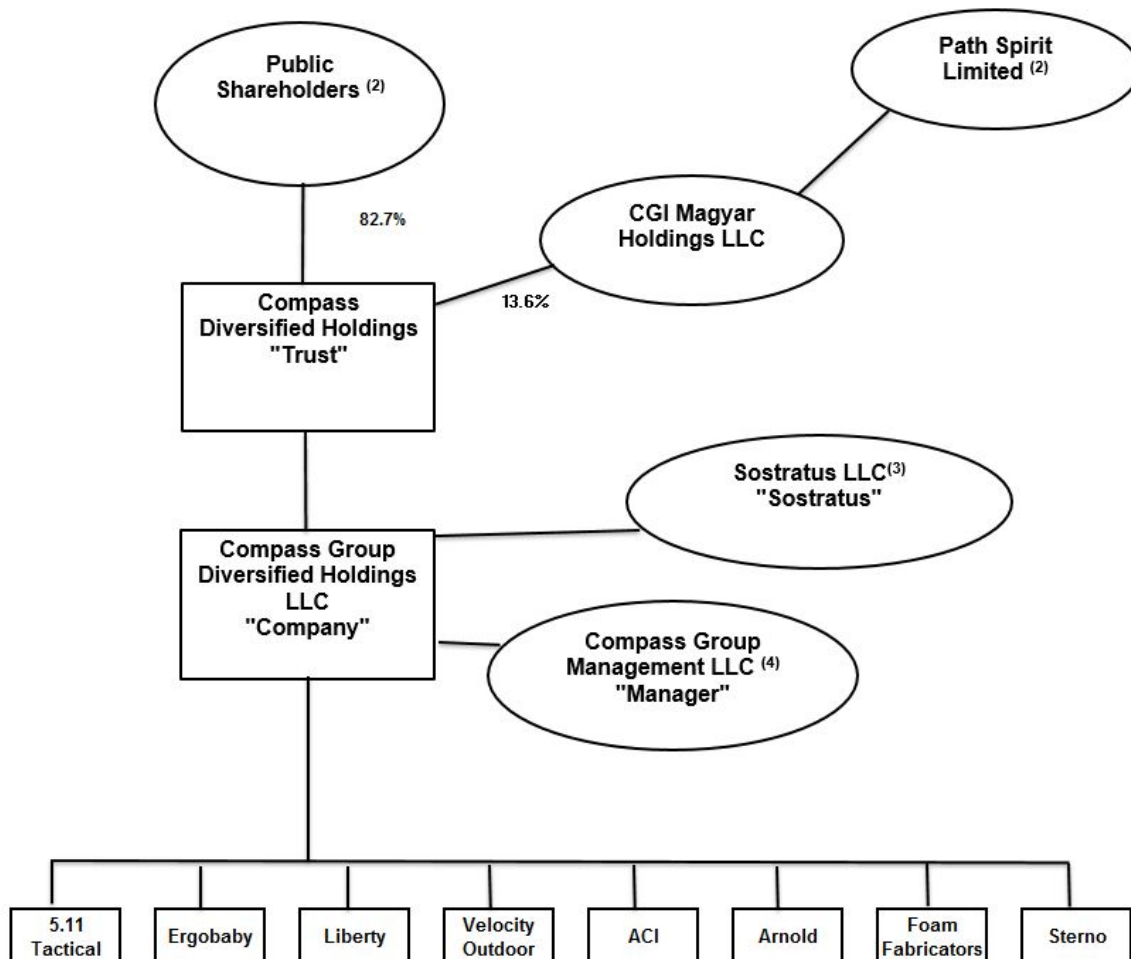 Public
Shareholders (2)
Path Spirit
Limited (2)
82.7%
CGI Magyar
Holdings LLC
13.6%
Compass
Diversified Holdings
"Trust"
Sostratus LLC(3)
"Sostratus"
Compass Group
Diversified Holdings
LLC
"Company"
Compass Group
Management LLC (4)
"Manager"
5.11
Tactical
Ergobaby
Liberty
Velocity
Outdoor
ACI
Arnold
Foam
Fabricators
Sterno